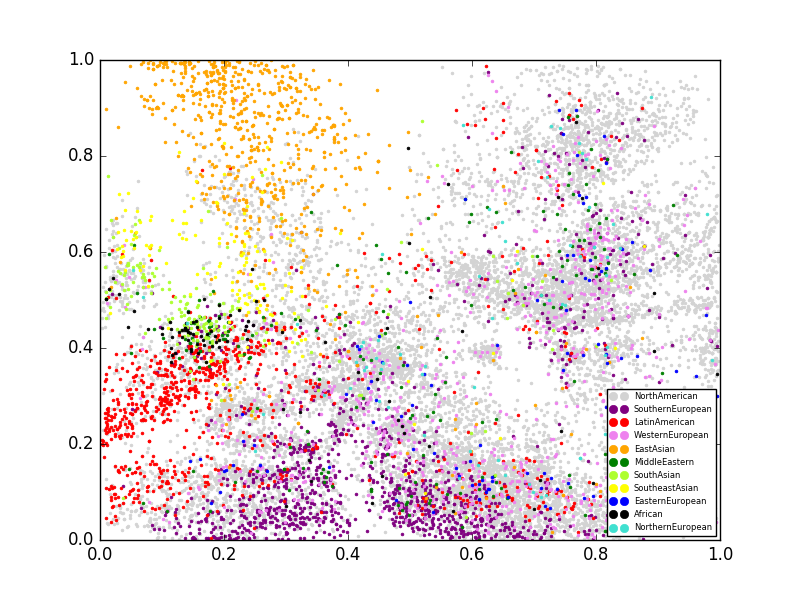 1.0
0.8
0.6
0.4
0.2
0.0
0.0 0.2 0.4 0.6 0.8 1.0
NorthAmerican
SouthernEuropean
LatinAmerican
WesternEuropean
EastAsian
MiddleEastern
SouthAsian
SoutheastAsian
EasternEuropean
African
NorthernEuropean